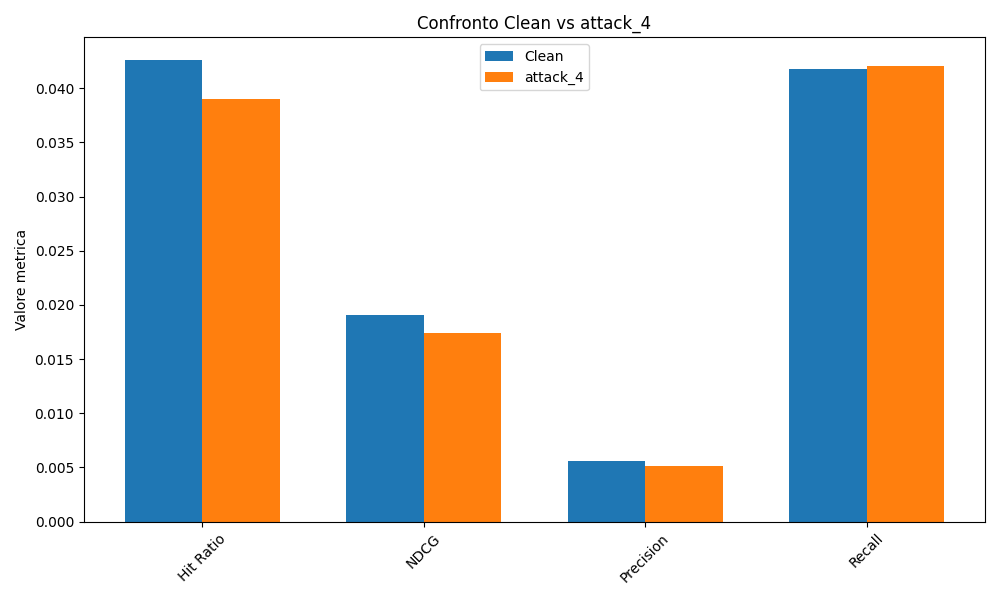 Confronto Clean vs attack_4
Clean
attack_4
Valore metrica
0.040
0.035
0.030
0.025
0.020
0.015
0.010
0.005
0.000
Hit Ratio
NDCG
Precision
Recall